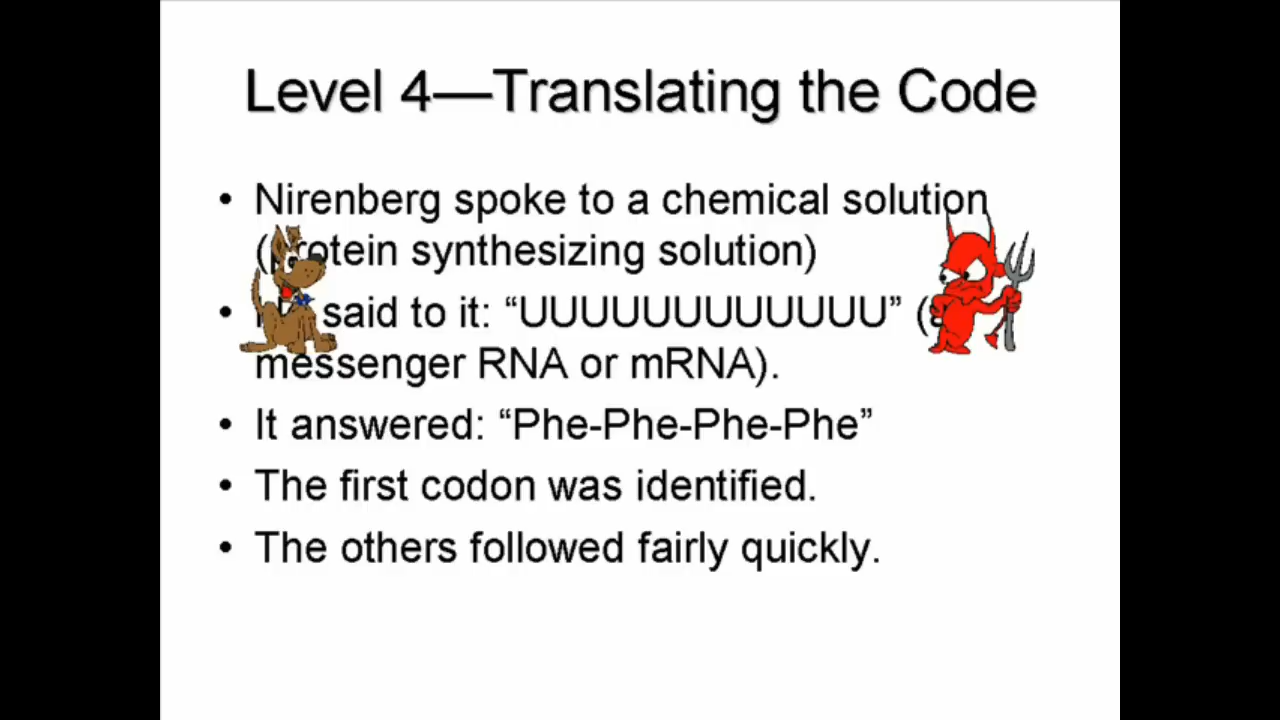 Level 4—Translating the Code
• Nirenberg spoke to a chemical solution
(protein synthesizing solution)
• said to it: “UUUUUUUUUUUU” (
messenger RNA or mRNA).
• It answered: “Phe-Phe-Phe-Phe”
• The first codon was identified.
• The others followed fairly quickly.